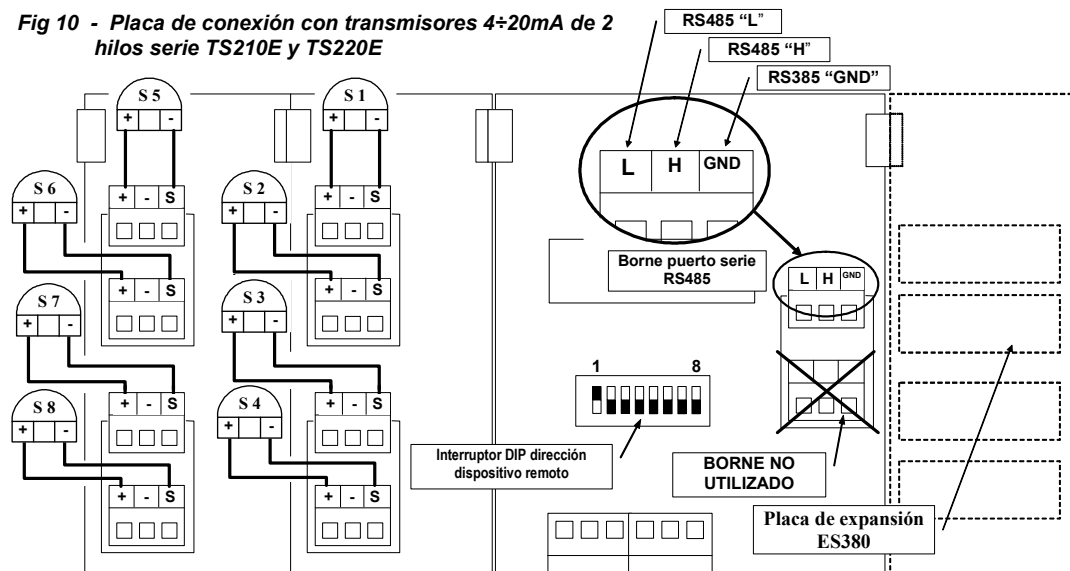 Fig 10 - Placa de conexión con transmisores 4÷20mA de 2
hilos serie TS210E y TS220E
RS485 “L”
RS485 “H”
RS385 “GND”
S 5
+ -
S 1
+ -
L H GND
S 6
+ -
+ - S
S 2
+ -
+ - S
Borne puerto serie
RS485
L H GND
+ - S
+ - S
S 7
+ -
S 3
+ -
1 8
+ - S
+ - S
S 8
+ -
S 4
+ -
Interruptor DIP dirección
dispositivo remoto
BORNE NO
UTILIZADO
+ - S
+ - S
Placa de expansión
ES380